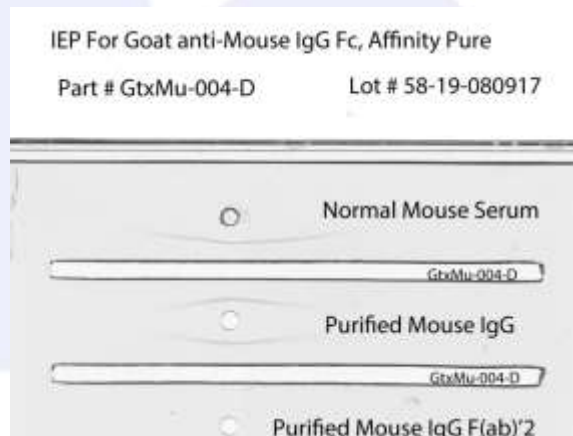 IEP For Goat anti-Mouse IgG Fc, Affinity Pure
Part # GtxMu-004-D Lot # 58-19-080917
Normal Mouse Serum
GtxMu-004-D
Purified Mouse IgG
GtxMu-004-D
Purified Mouse IgG F(ab)'2